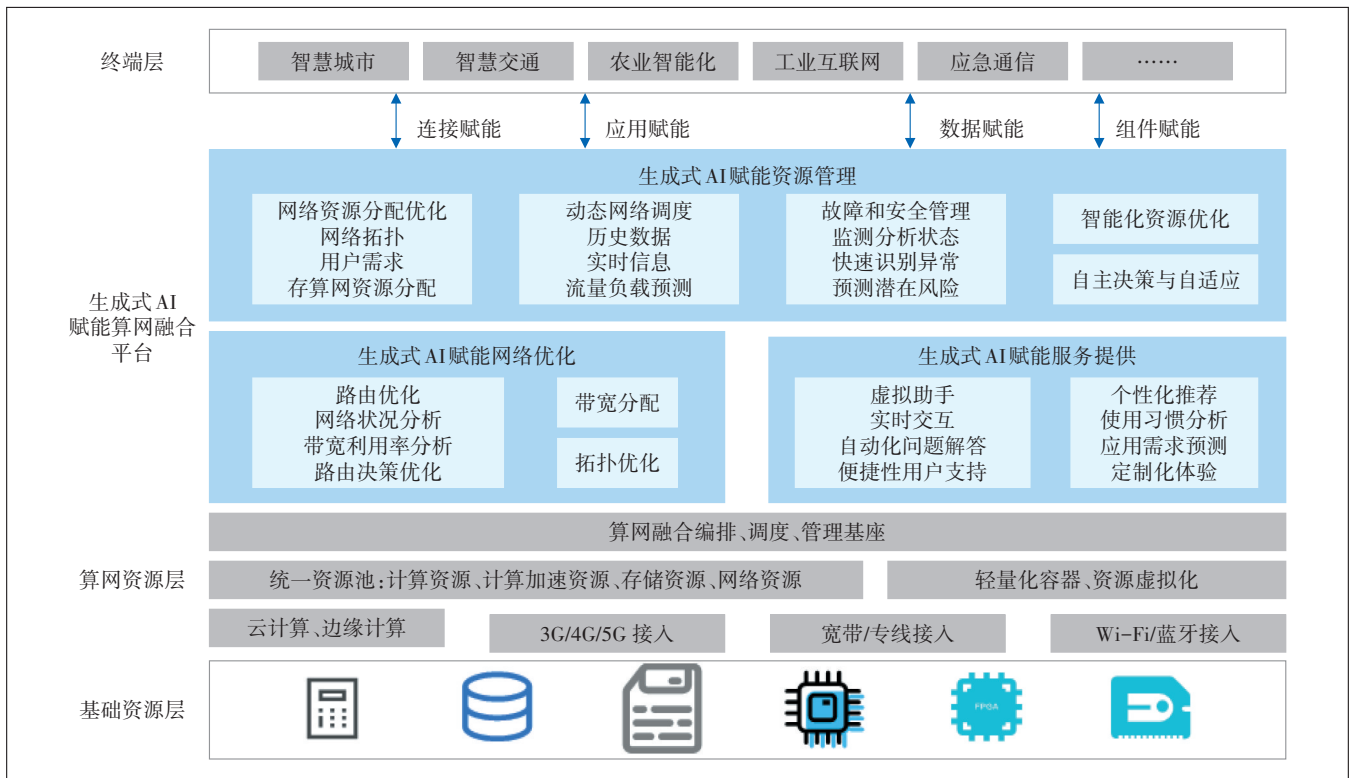 终端层
智慧城市
智慧交通
农业智能化
工业互联网
应急通信
……
连接赋能
应用赋能
数据赋能
组件赋能
生成式 AI
赋能算网融合
平台
生成式 AI赋能资源管理
网络资源分配优化
网络拓扑
用户需求
存算网资源分配
动态网络调度
历史数据
实时信息
流量负载预测
故障和安全管理
监测分析状态
快速识别异常
预测潜在风险
智能化资源优化
自主决策与自适应
生成式 AI赋能网络优化
路由优化
网络状况分析
带宽利用率分析
路由决策优化
带宽分配
拓扑优化
生成式 AI赋能服务提供
虚拟助手
实时交互
自动化问题解答
便捷性用户支持
个性化推荐
使用习惯分析
应用需求预测
定制化体验
算网融合编排、调度、管理基座
算网资源层
统一资源池:计算资源、计算加速资源、存储资源、网络资源
轻量化容器、资源虚拟化
云计算、边缘计算
3G/4G/5G 接入
宽带/专线接入
Wi-Fi/蓝牙接入
基础资源层
FPGA